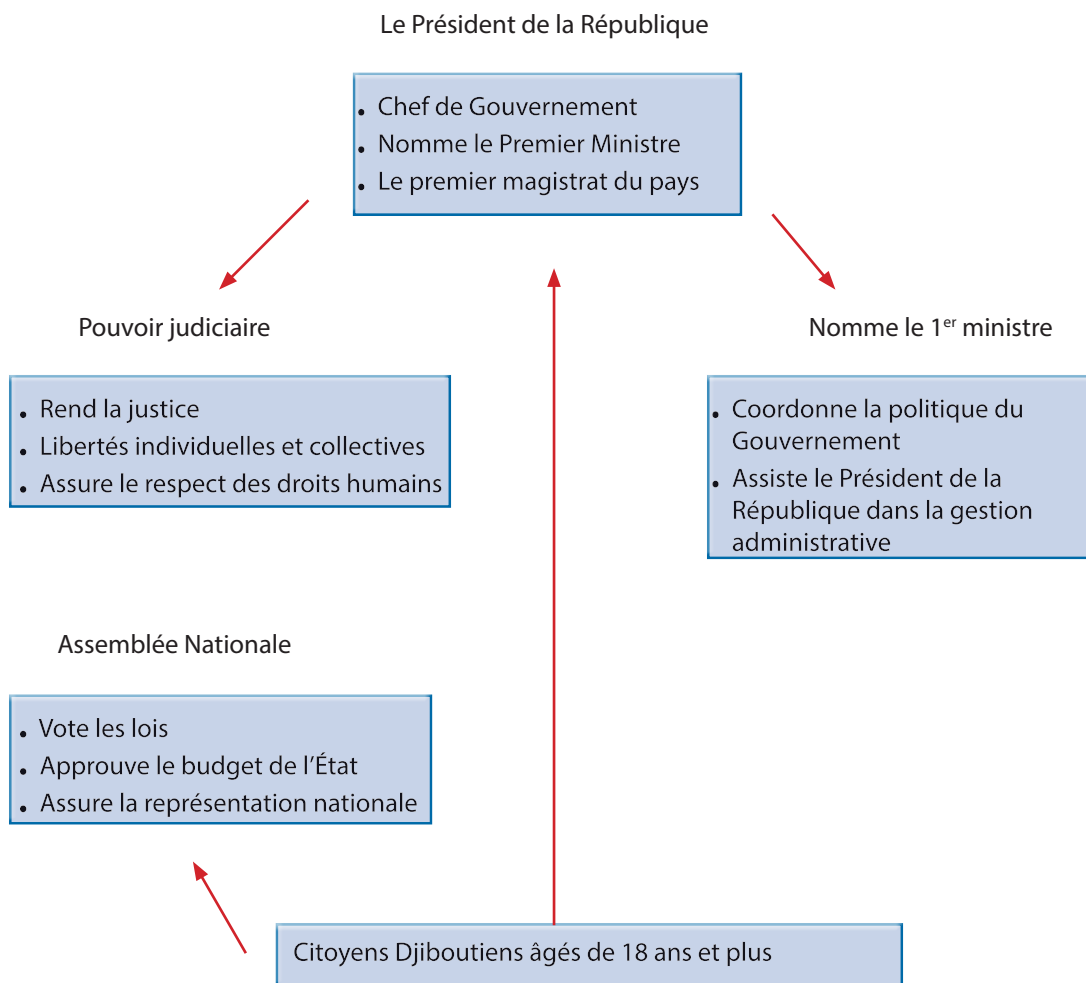 Le Président de la République
• Chef de Gouvernement
• Nomme le Premier Ministre
• Le premier magistrat du pays
Pouvoir judiciaire
• Rend la justice
• Libertés individuelles et collectives
• Assure le respect des droits humains
Nomme le 1er ministre
• Coordonne la politique du
Gouvernement
• Assiste le Président de la
République dans la gestion
administrative
Assemblée Nationale
• Vote les lois
• Approuve le budget de l'État
• Assure la représentation nationale
Citoyens Djiboutiens âgés de 18 ans et plus